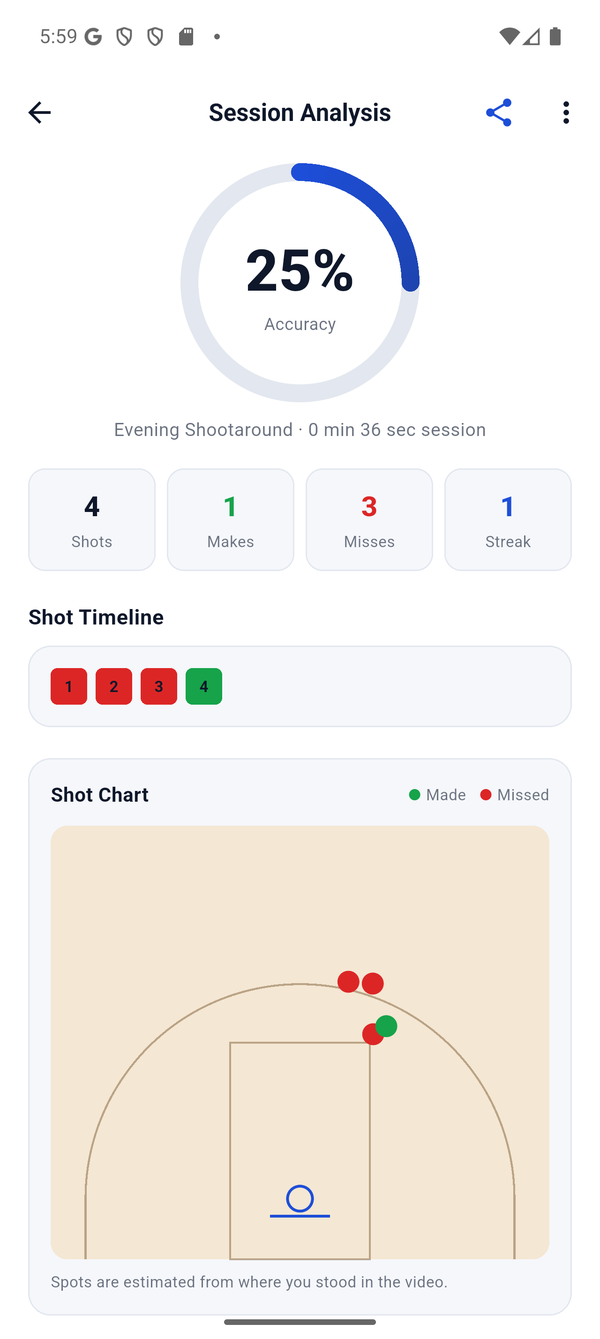 5:59
Session Analysis
25%
Accuracy
Evening Shootaround · 0 min 36 sec session
4 1 3 1
Shots Makes Misses Streak
Shot Timeline
1 2 3 4
Shot Chart Made Missed
Spots are estimated from where you stood in the video.